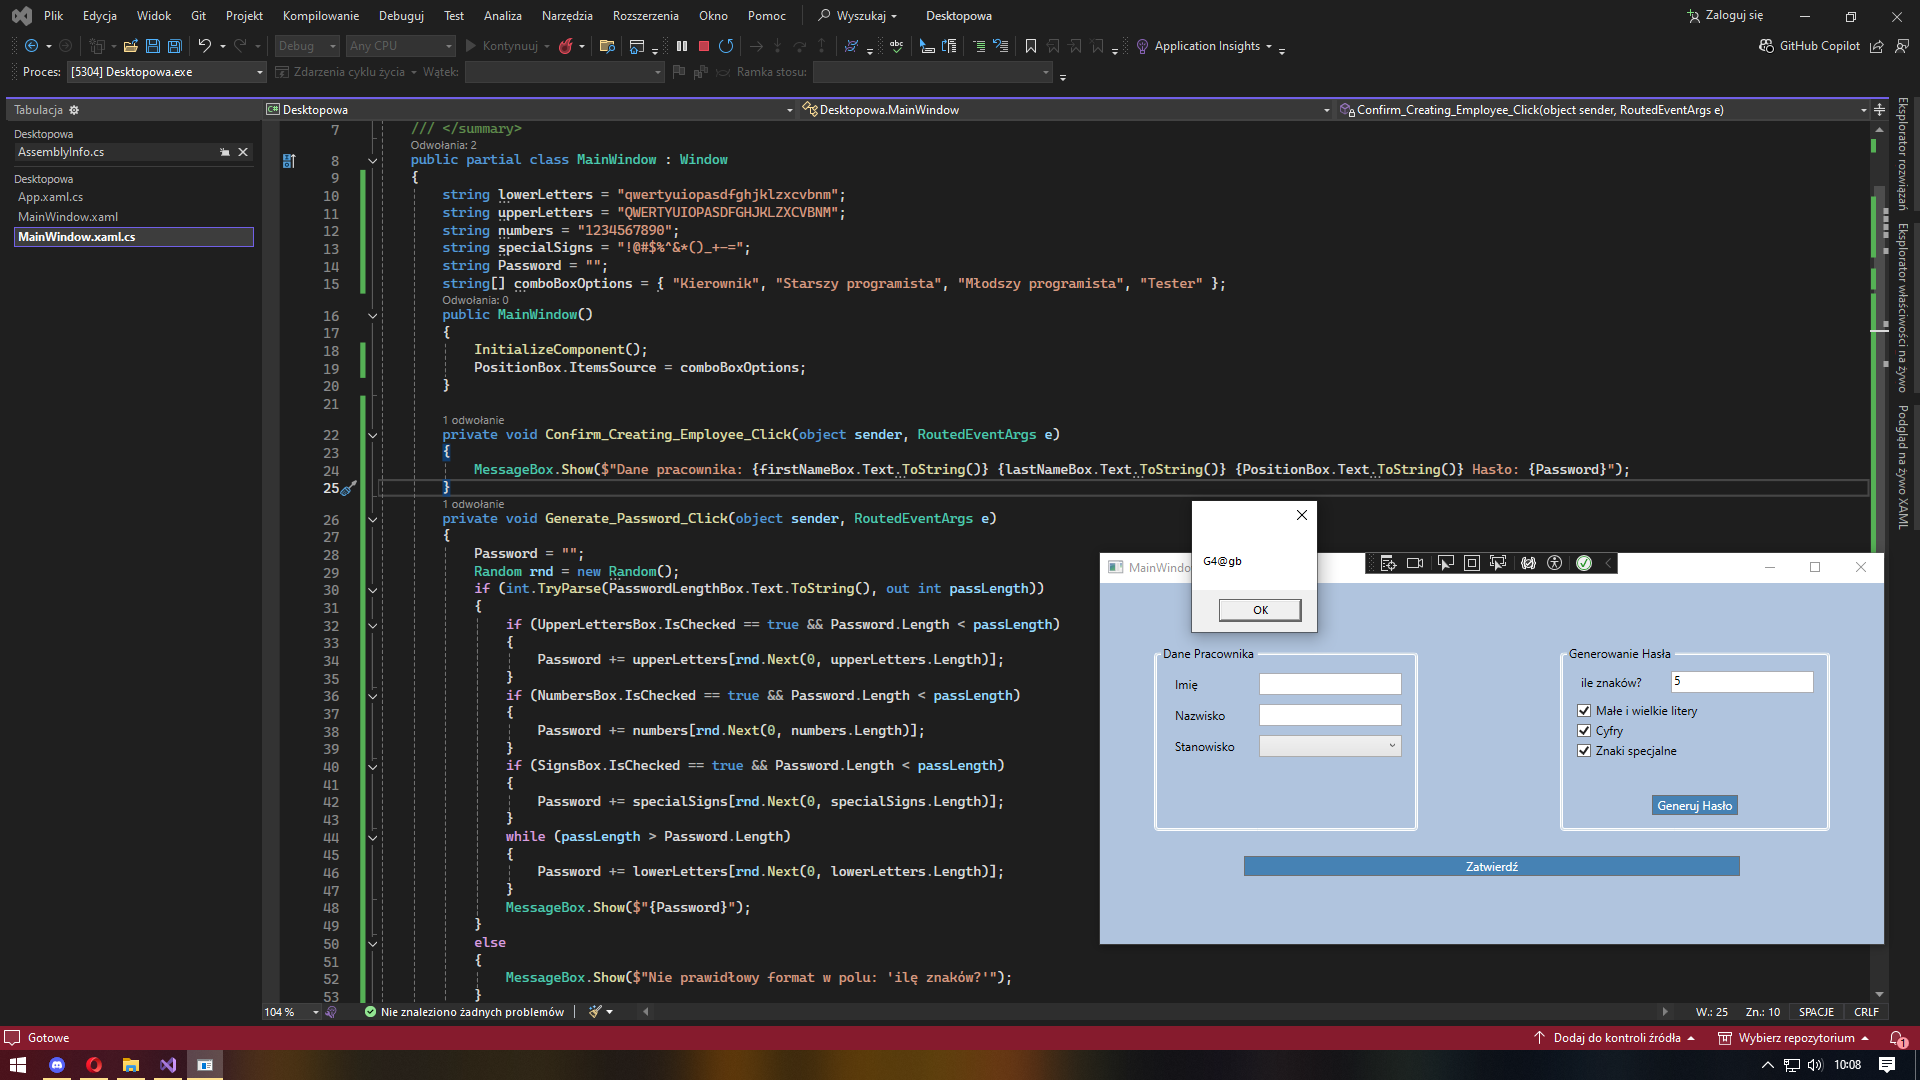 Plik Edycja Widok Git Projekt Kompilowanie Debuguj Test Analiza Narzędzia Rozszerzenia Okno Pomoc Wyszukaj Desktopowa Zaloguj się
Debug Any CPU Kontynuuj Application Insights GitHub Copilot
Proces: [5304] Desktopowa.exe Zdarzenia cyklu życia Wątek: Ramka stosu:
Tabulacja
Desktopowa
AssemblyInfo.cs
Desktopowa
App.xaml.cs
MainWindow.xaml
MainWindow.xaml.cs
Desktopowa Desktopowa.MainWindow Confirm_Creating_Employee_Click(object sender, RoutedEventArgs e)
7 /// </summary>
Odwołania: 2
8 public partial class MainWindow : Window
9 {
10 string lowerLetters = "qwertyuiopasdfghjklzxcvbnm";
11 string upperLetters = "QWERTYUIOPASDFGHJKLZXCVBNM";
12 string numbers = "1234567890";
13 string specialSigns = "!@#$%^&*()_+-=";
14 string Password = "";
15 string[] comboBoxOptions = { "Kierownik", "Starszy programista", "Młodszy programista", "Tester" };
Odwołania: 0
16 public MainWindow()
17 {
18 InitializeComponent();
19 PositionBox.ItemsSource = comboBoxOptions;
20 }
21
1 odwołanie
22 private void Confirm_Creating_Employee_Click(object sender, RoutedEventArgs e)
23 {
24 MessageBox.Show($"Dane pracownika: {firstNameBox.Text.ToString()} {lastNameBox.Text.ToString()} {PositionBox.Text.ToString()} Hasło: {Password}");
25 }
1 odwołanie
26 private void Generate_Password_Click(object sender, RoutedEventArgs e)
27 {
28 Password = "";
29 Random rnd = new Random();
30 if (int.TryParse(PasswordLengthBox.Text.ToString(), out int passLength))
31 {
32 if (UpperLettersBox.IsChecked == true && Password.Length < passLength)
33 {
34 Password += upperLetters[rnd.Next(0, upperLetters.Length)];
35 }
36 if (NumbersBox.IsChecked == true && Password.Length < passLength)
37 {
38 Password += numbers[rnd.Next(0, numbers.Length)];
39 }
40 if (SignsBox.IsChecked == true && Password.Length < passLength)
41 {
42 Password += specialSigns[rnd.Next(0, specialSigns.Length)];
43 }
44 while (passLength > Password.Length)
45 {
46 Password += lowerLetters[rnd.Next(0, lowerLetters.Length)];
47 }
48 MessageBox.Show($"{Password}");
49 }
50 else
51 {
52 MessageBox.Show($"Nie prawidłowy format w polu: 'ilę znaków?'");
53 }
G4@gb
OK
MainWindo
Dane Pracownika
Imię
Nazwisko
Stanowisko
Generowanie Hasła
ile znaków? 5
Małe i wielkie litery
Cyfry
Znaki specjalne
Generuj Hasło
Zatwierdź
Eksplorator rozwiązań
Eksplorator właściwości na żywo
Podgląd na żywo XAML
104 % Nie znaleziono żadnych problemów W.: 25 Zn.: 10 SPACJE CRLF
Gotowe Dodaj do kontroli źródła Wybierz repozytorium 1
10:08